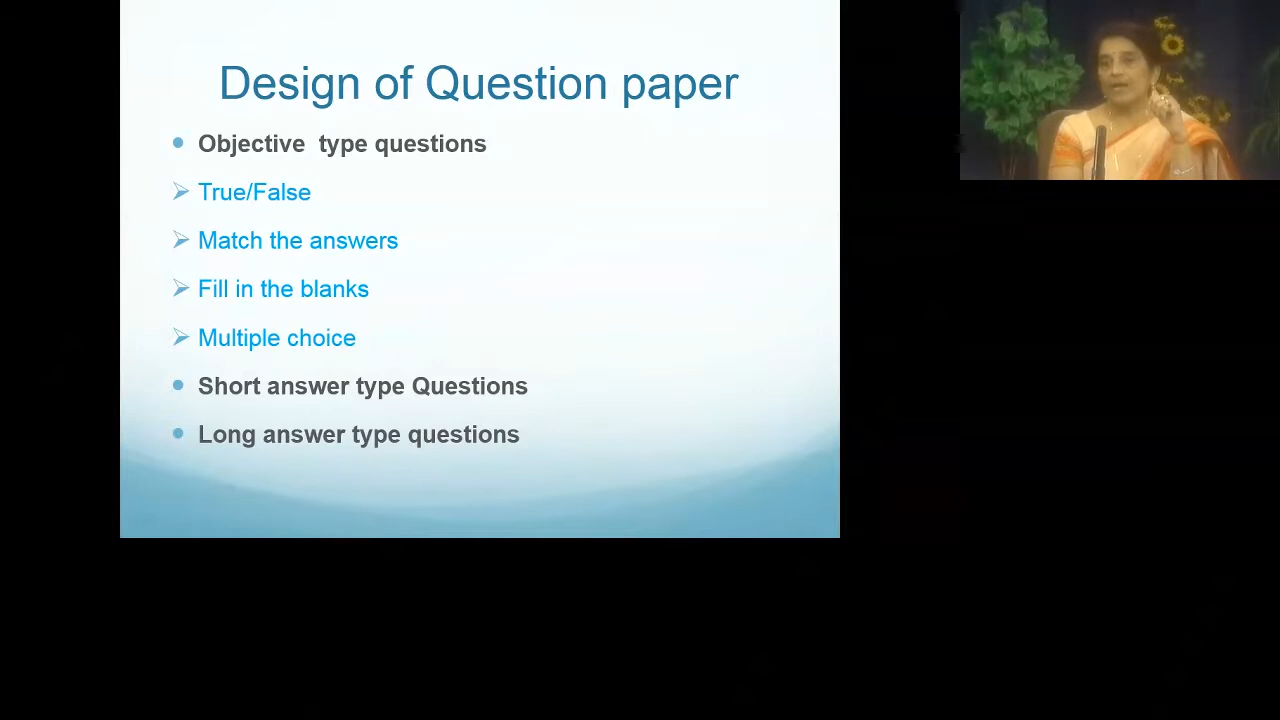 Design of Question paper
Objective type questions
True/False
Match the answers
Fill in the blanks
Multiple choice
Short answer type Questions
Long answer type questions